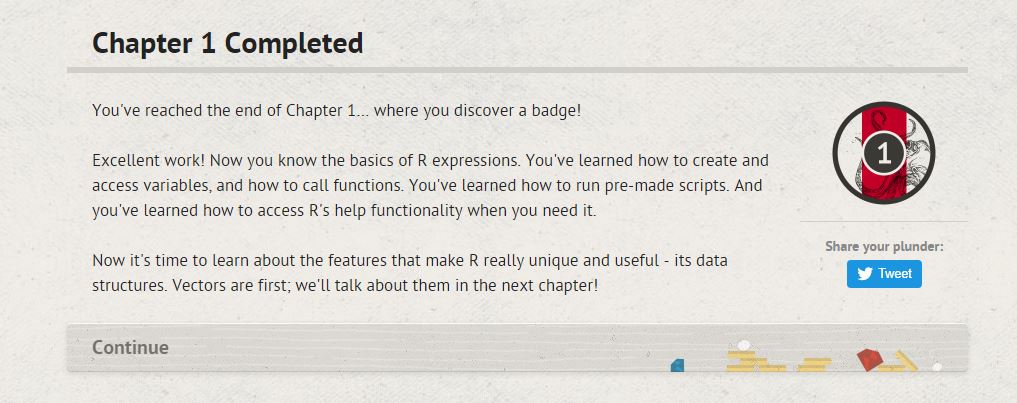 Chapter 1 Completed
You've reached the end of Chapter 1... where you discover a badge!
Excellent work! Now you know the basics of R expressions. You've learned how to create and
access variables, and how to call functions. You've learned how to run pre-made scripts. And
you've learned how to access R's help functionality when you need it.
Now it's time to learn about the features that make R really unique and useful - its data
structures. Vectors are first; we'll talk about them in the next chapter!
1
Share your plunder:
Tweet
Continue